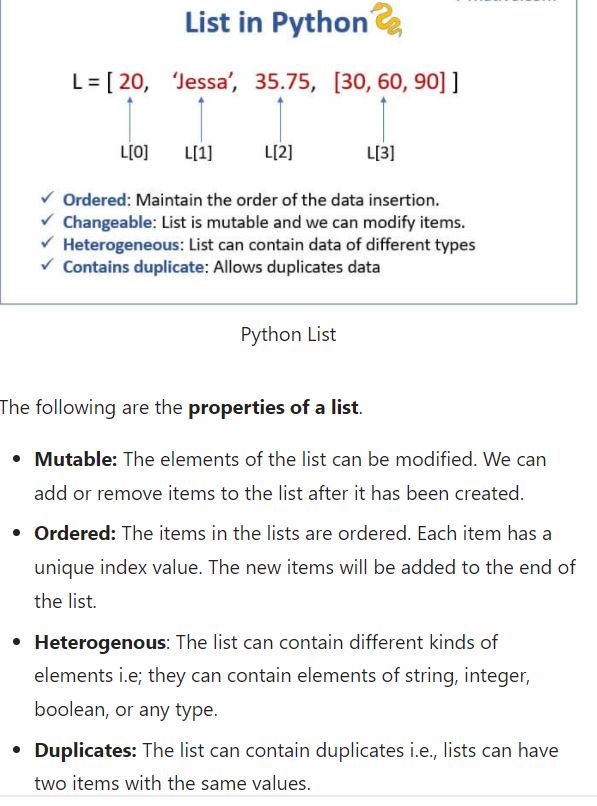 List in Python
L = [ 20, ‘Jessa’, 35.75, [30, 60, 90] ]
L[0] L[1] L[2] L[3]
✓ Ordered: Maintain the order of the data insertion.
✓ Changeable: List is mutable and we can modify items.
✓ Heterogeneous: List can contain data of different types
✓ Contains duplicate: Allows duplicates data
Python List
The following are the properties of a list.
• Mutable: The elements of the list can be modified. We can
add or remove items to the list after it has been created.
• Ordered: The items in the lists are ordered. Each item has a
unique index value. The new items will be added to the end of
the list.
• Heterogenous: The list can contain different kinds of
elements i.e; they can contain elements of string, integer,
boolean, or any type.
• Duplicates: The list can contain duplicates i.e., lists can have
two items with the same values.